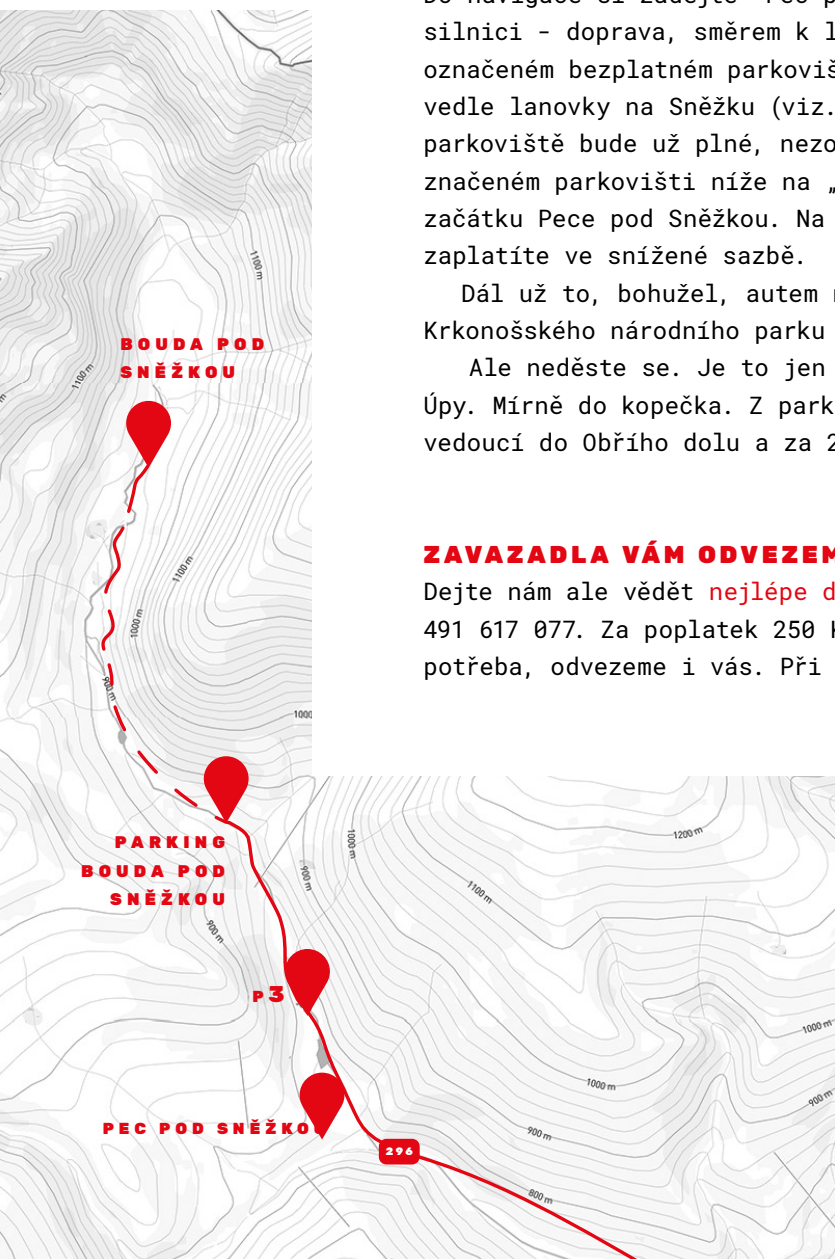 silnici - doprava, směrem k
označeném bezplatném
vedle lanovky na Sněžku (viz.
parkoviště bude už plné,
značeném parkovišti níže na „
začátku Pece pod Sněžkou. Na
zaplatíte ve snížené sazbě.
Dál už to, bohužel, autem
Krkonošského národního parku
Ale neděste se. Je to jen
Úpy. Mírně do kopečka. Z
vedoucí do Obřího dolu a za 2
ZAVAZADLA VÁM
Dejte nám ale vědět nejlépe
491 617 077. Za poplatek 250
potřeba, odvezeme i vás. Při
1100 m
BOUDA POD
SNĚŽKOU
1100 m
1100 m
1000 m
900 m
1000
PARKING
BOUDA POD
SNĚŽKOU
1000 m
900 m
1200 m
1100 m
900 m
P3
1000 m
1000 m
900 m
PEC POD SNĚŽKOU
900 m
296
800 m